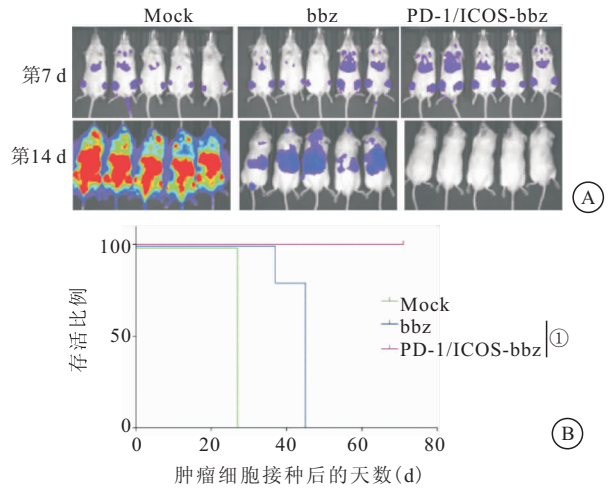 Mock bbz PD-1/ICOS-bbz
第7 d
第14 d
A
100
50
0
存活比例
Mock
bbz
PD-1/ICOS-bbz
①
0 20 40 60 80
肿瘤细胞接种后的天数(d)
B